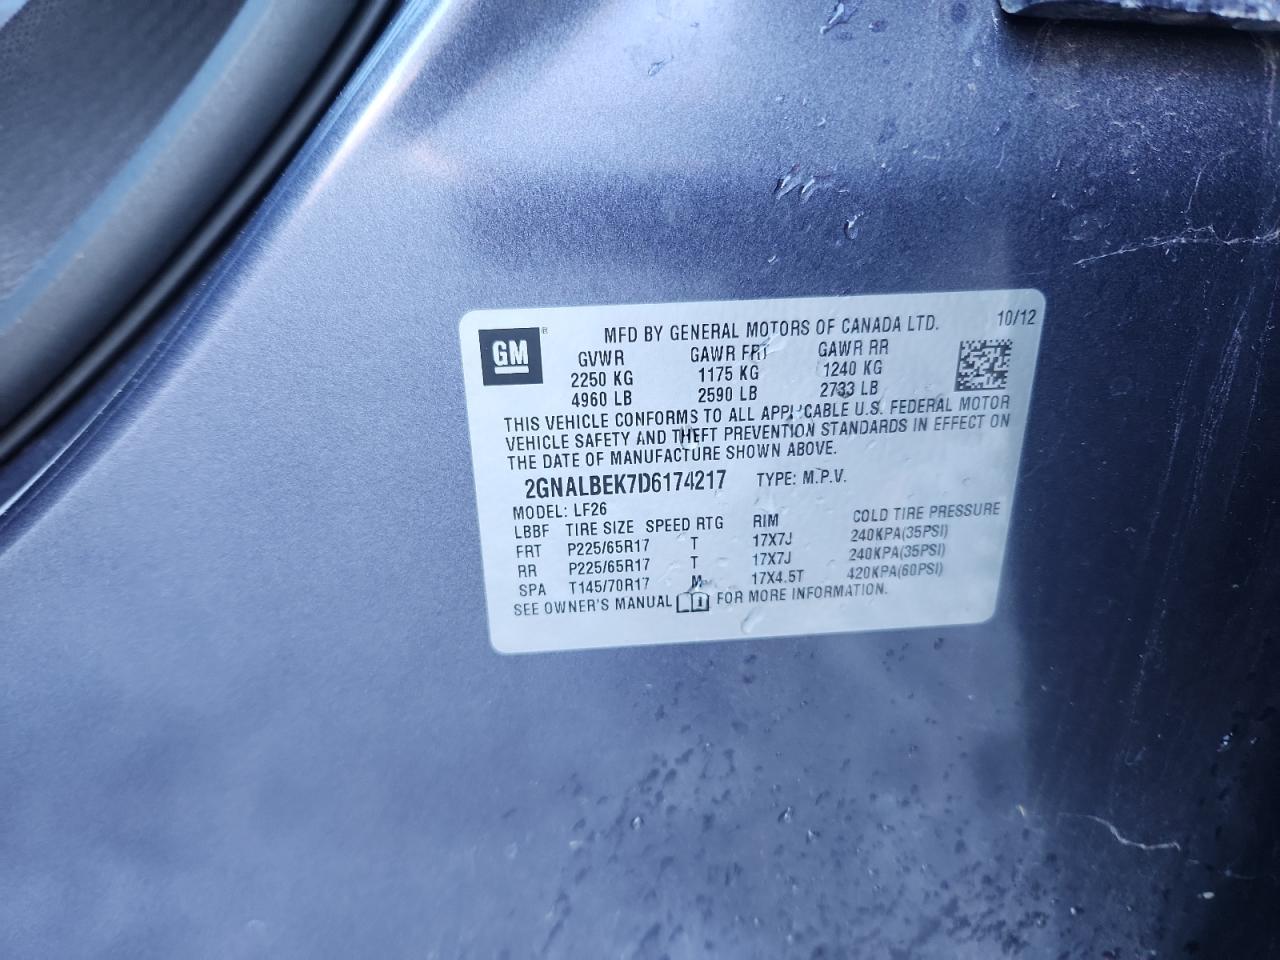 GM®
MFD BY GENERAL MOTORS OF CANADA LTD. 10/12
GVWR GAWR FRT GAWR RR
2250 KG 1175 KG 1240 KG
4960 LB 2590 LB 2733 LB
THIS VEHICLE CONFORMS TO ALL APPLICABLE U.S. FEDERAL MOTOR
VEHICLE SAFETY AND THEFT PREVENTION STANDARDS IN EFFECT ON
THE DATE OF MANUFACTURE SHOWN ABOVE.
2GNALBEK7D6174217 TYPE: M.P.V.
MODEL: LF26
LBBF TIRE SIZE SPEED RTG RIM COLD TIRE PRESSURE
FRT P225/65R17 T 17X7J 240KPA(35PSI)
RR P225/65R17 T 17X7J 240KPA(35PSI)
SPA T145/70R17 M 17X4.5T 420KPA(60PSI)
SEE OWNER'S MANUAL FOR MORE INFORMATION.